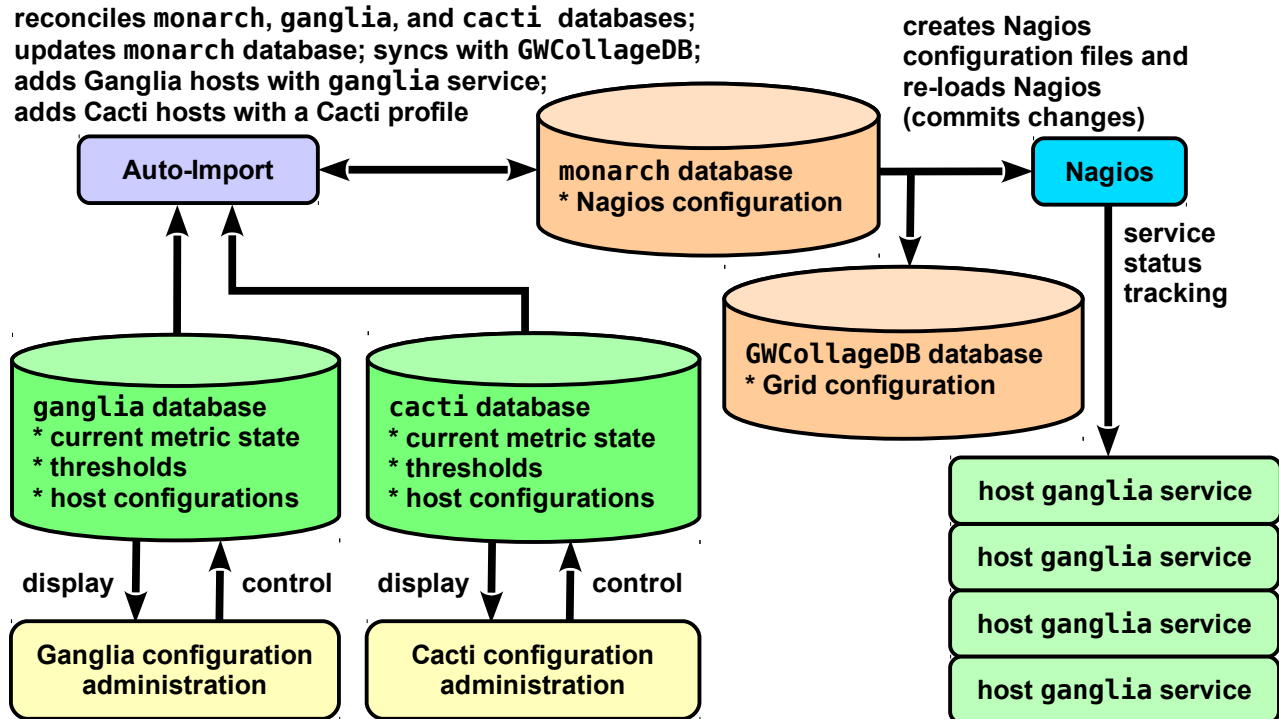 reconciles monarch, ganglia, and cacti databases;
updates monarch database; syncs with GWCollageDB;
adds Ganglia hosts with ganglia service;
adds Cacti hosts with a Cacti profile
creates Nagios
configuration files and
re-loads Nagios
(commits changes)
Auto-Import
monarch database
* Nagios configuration
Nagios
service
status
tracking
GWCollageDB database
* Grid configuration
ganglia database
* current metric state
* thresholds
* host configurations
cacti database
* current metric state
* thresholds
* host configurations
display
control
display
control
Ganglia configuration
administration
Cacti configuration
administration
host ganglia service
host ganglia service
host ganglia service
host ganglia service